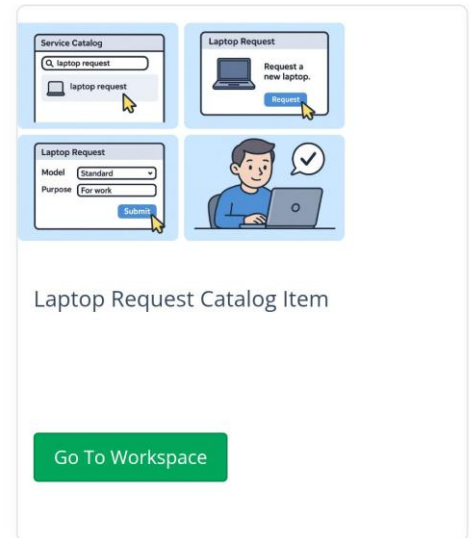 Service Catalog
laptop request
laptop request
Laptop Request
Request a
new laptop.
Request
Laptop Request
Model Standard
Purpose For work
Submit
Laptop Request Catalog Item
Go To Workspace